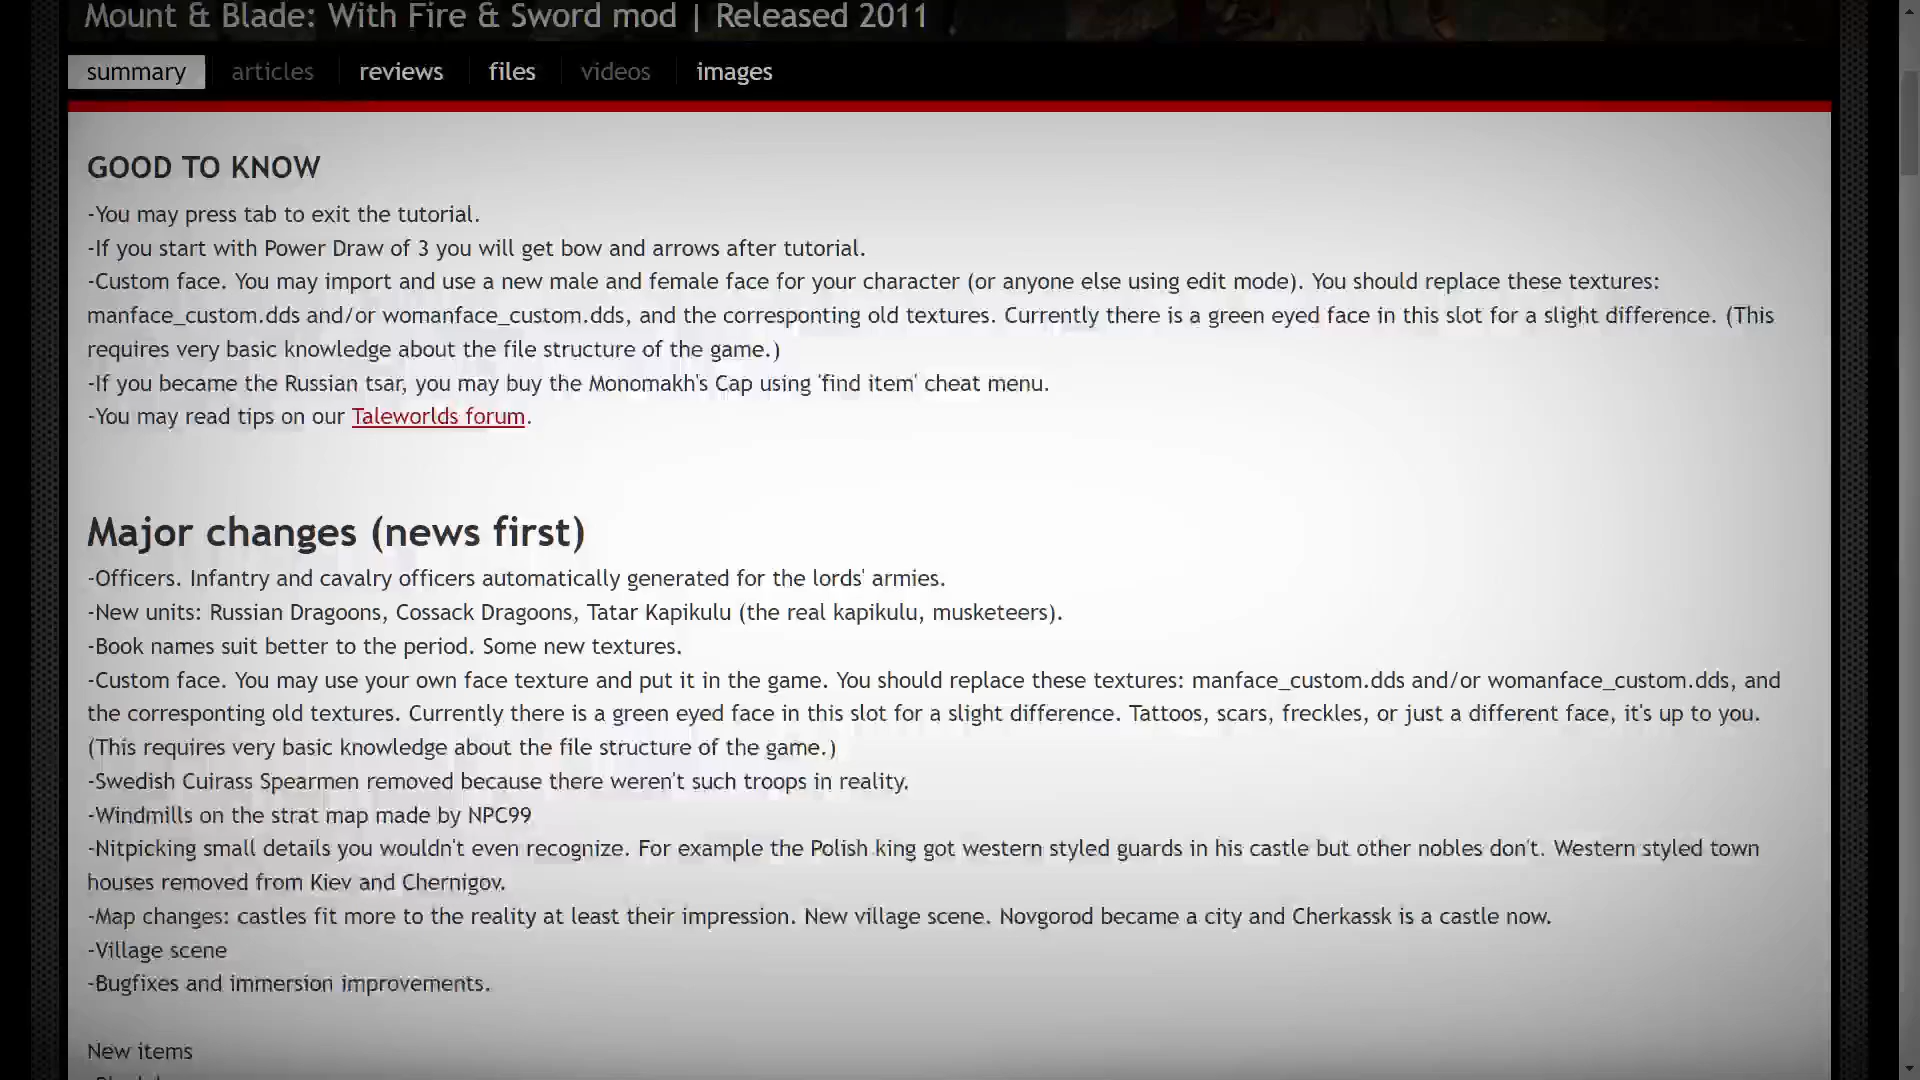 Mount & Blade: With Fire & Sword mod | Released 2011
summary articles reviews files videos images
GOOD TO KNOW
-You may press tab to exit the tutorial.
-If you start with Power Draw of 3 you will get bow and arrows after tutorial.
-Custom face. You may import and use a new male and female face for your character (or anyone else using edit mode). You should replace these textures:
manface_custom.dds and/or womanface_custom.dds, and the corresponting old textures. Currently there is a green eyed face in this slot for a slight difference. (This
requires very basic knowledge about the file structure of the game.)
-If you became the Russian tsar, you may buy the Monomakh's Cap using 'find item' cheat menu.
-You may read tips on our Taleworlds forum.
Major changes (news first)
-Officers. Infantry and cavalry officers automatically generated for the lords' armies.
-New units: Russian Dragoons, Cossack Dragoons, Tatar Kapikulu (the real kapikulu, musketeers).
-Book names suit better to the period. Some new textures.
-Custom face. You may use your own face texture and put it in the game. You should replace these textures: manface_custom.dds and/or womanface_custom.dds, and
the corresponting old textures. Currently there is a green eyed face in this slot for a slight difference. Tattoos, scars, freckles, or just a different face, it's up to you.
(This requires very basic knowledge about the file structure of the game.)
-Swedish Cuirass Spearmen removed because there weren't such troops in reality.
-Windmills on the strat map made by NPC99
-Nitpicking small details you wouldn't even recognize. For example the Polish king got western styled guards in his castle but other nobles don't. Western styled town
houses removed from Kiev and Chernigov.
-Map changes: castles fit more to the reality at least their impression. New village scene. Novgorod became a city and Cherkassk is a castle now.
-Village scene
-Bugfixes and immersion improvements.
New items